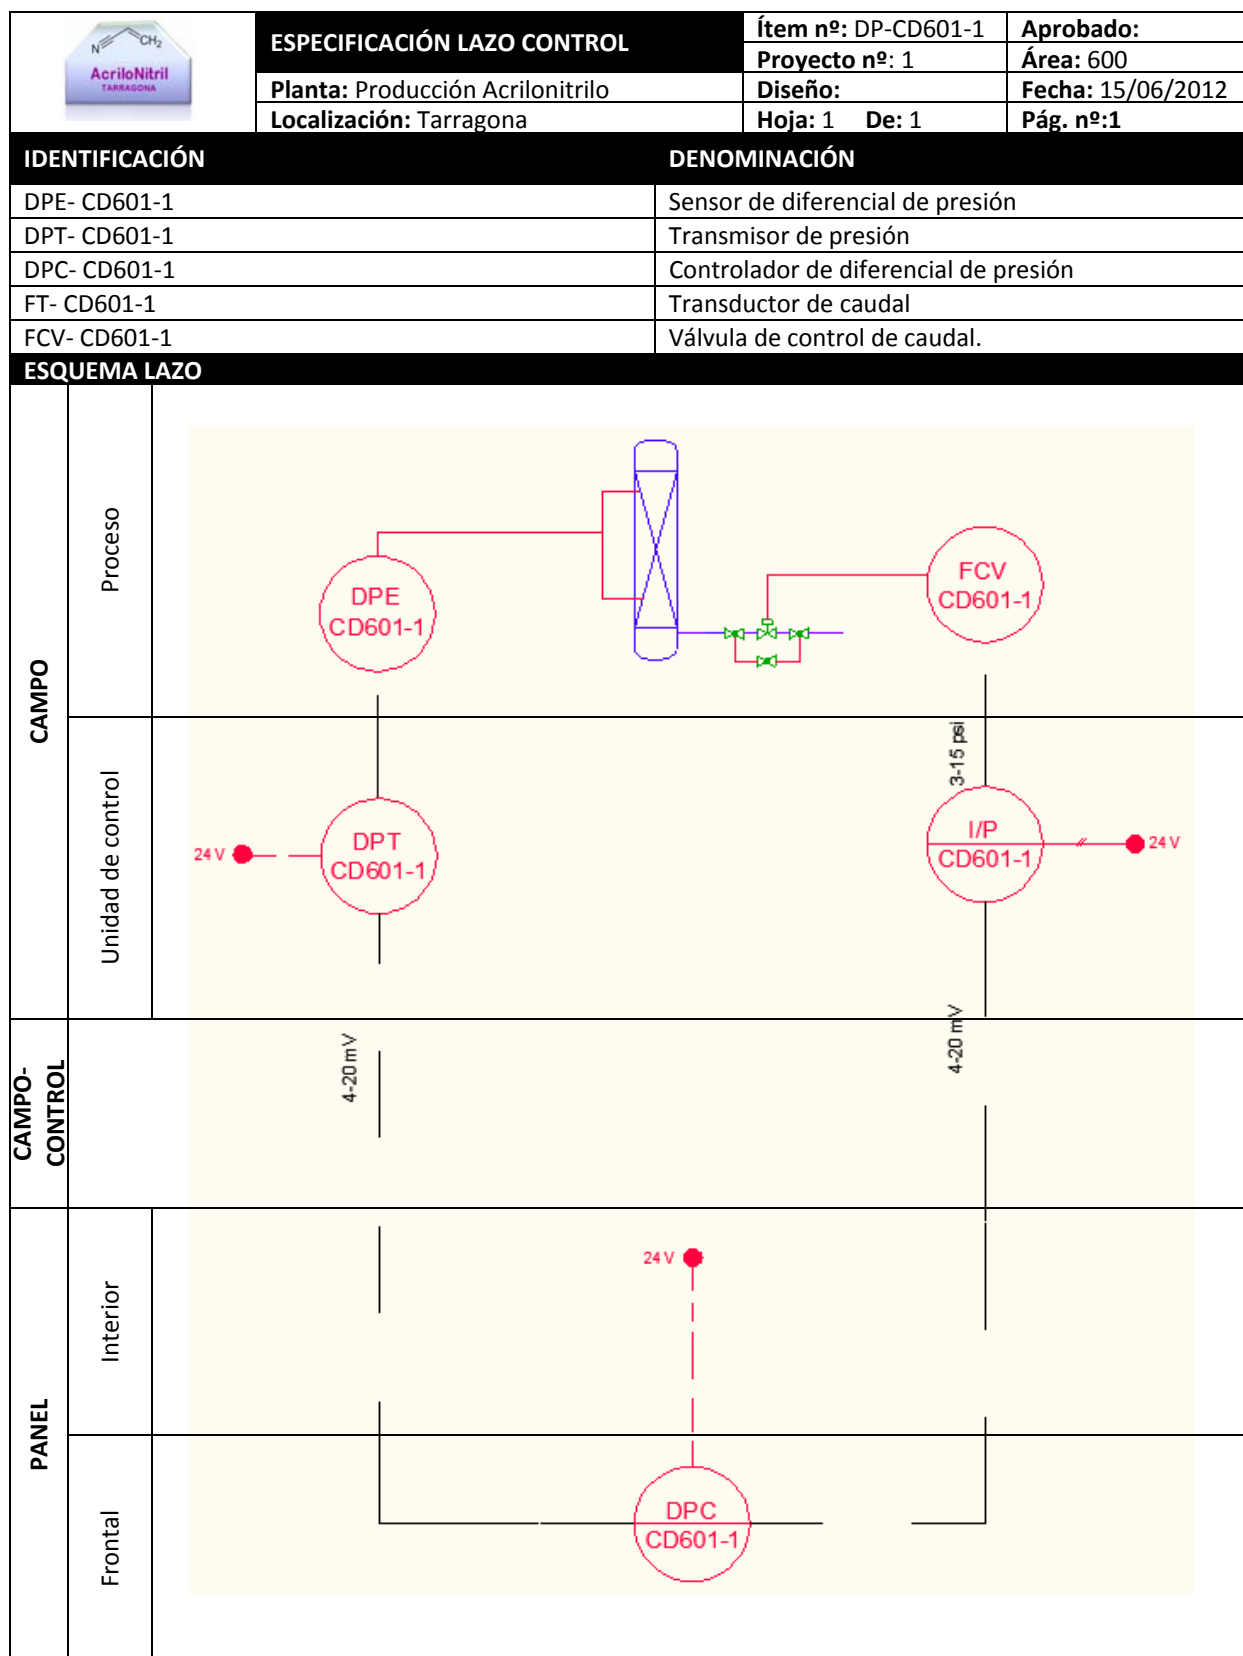 N CH2
AcriloNitril
TARRAGONA
ESPECIFICACIÓN LAZO CONTROL
Ítem nº: DP-CD601-1
Aprobado:
Proyecto nº: 1
Área: 600
Planta: Producción Acrilonitrilo
Diseño:
Fecha: 15/06/2012
Localización: Tarragona
Hoja: 1 De: 1
Pág. nº:1
IDENTIFICACIÓN
DENOMINACIÓN
DPE- CD601-1
Sensor de diferencial de presión
DPT- CD601-1
Transmisor de presión
DPC- CD601-1
Controlador de diferencial de presión
FT- CD601-1
Transductor de caudal
FCV- CD601-1
Válvula de control de caudal.
ESQUEMA LAZO
CAMPO
Proceso
DPE
CD601-1
FCV
CD601-1
Unidad de control
3-15 psi
24 V
DPT
CD601-1
I/P
CD601-1
24 V
CAMPO-
CONTROL
4-20 mV
4-20 mV
PANEL
Interior
24 V
Frontal
DPC
CD601-1